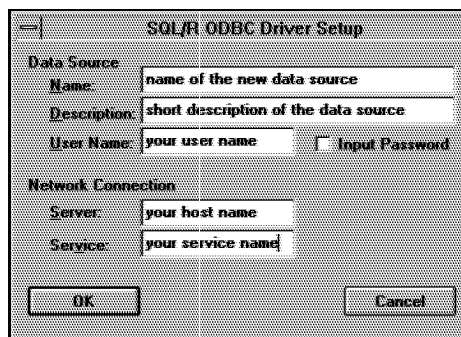 SQL/R ODBC Driver Setup
Data Source
Name: name of the new data source
Description: short description of the data source
User Name: your user name Input Password
Network Connection
Server: your host name
Service: your service name
OK Cancel